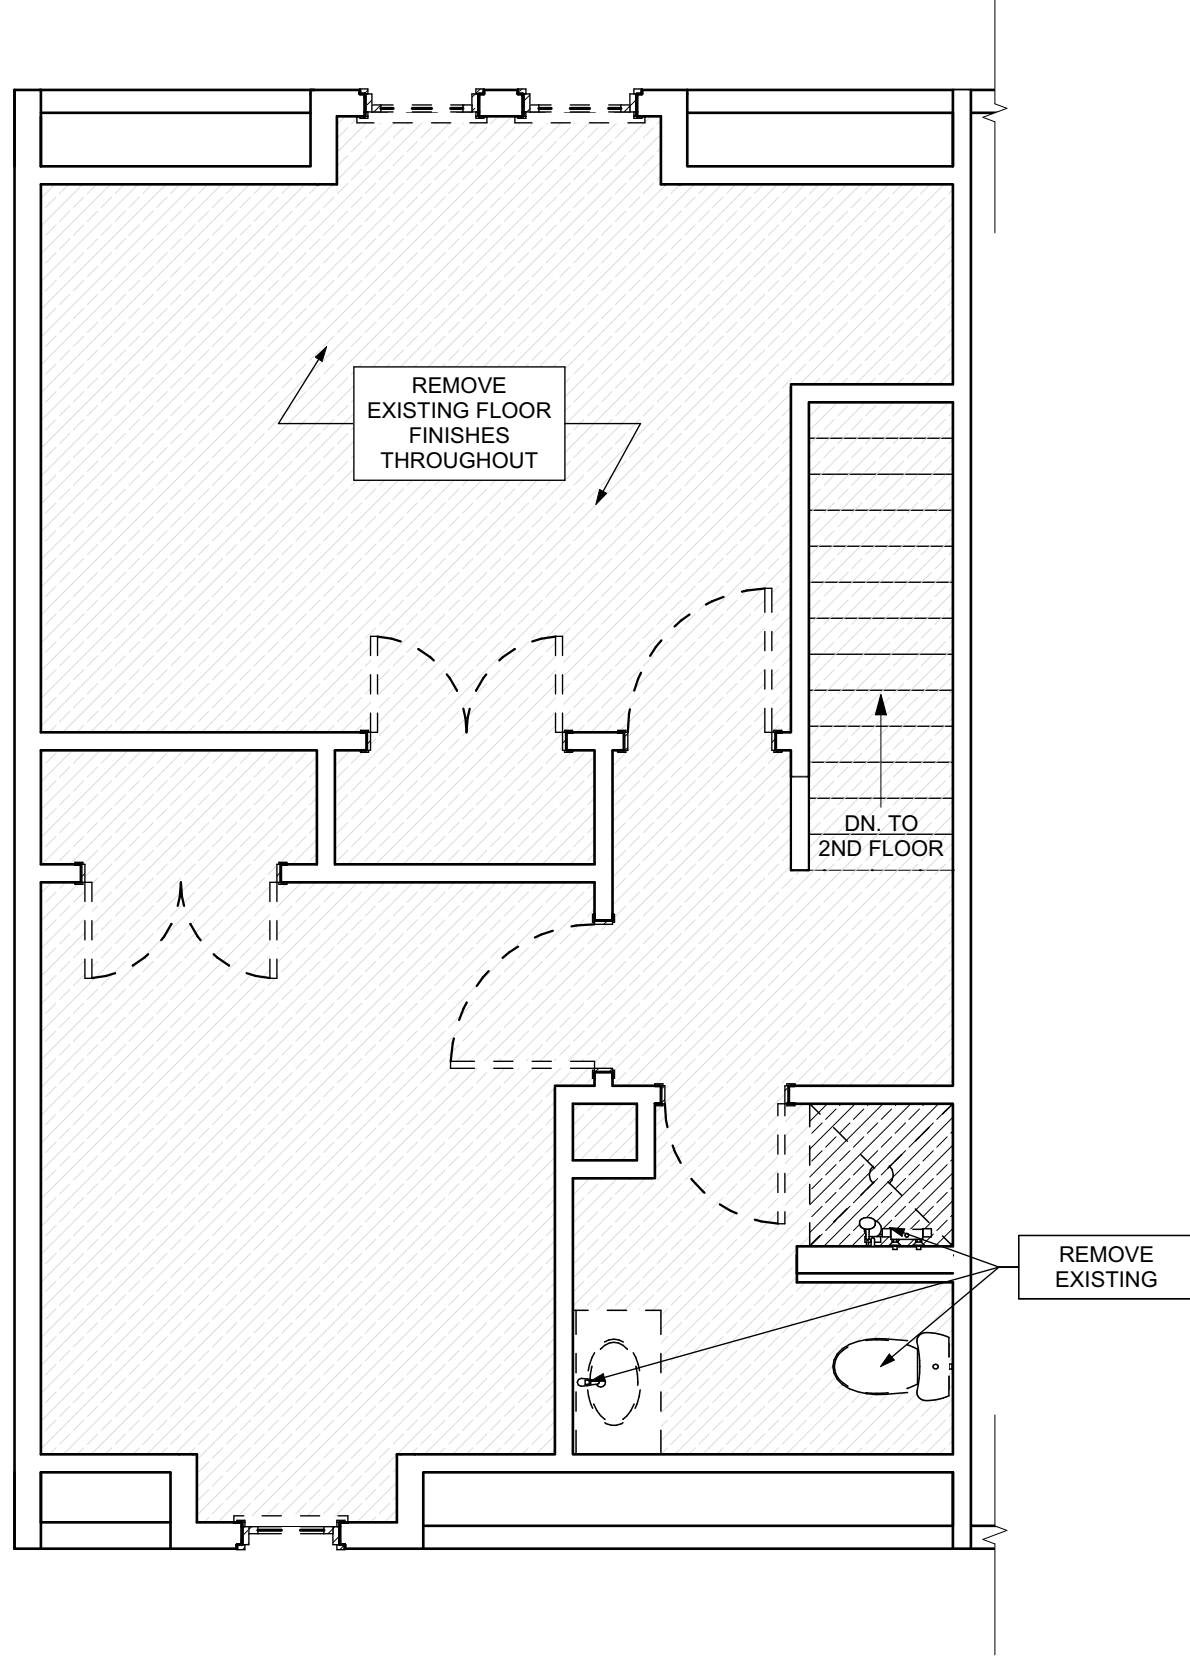 REMOVE
EXISTING FLOOR
FINISHES
THROUGHOUT
DN. TO
2ND FLOOR
REMOVE
EXISTING